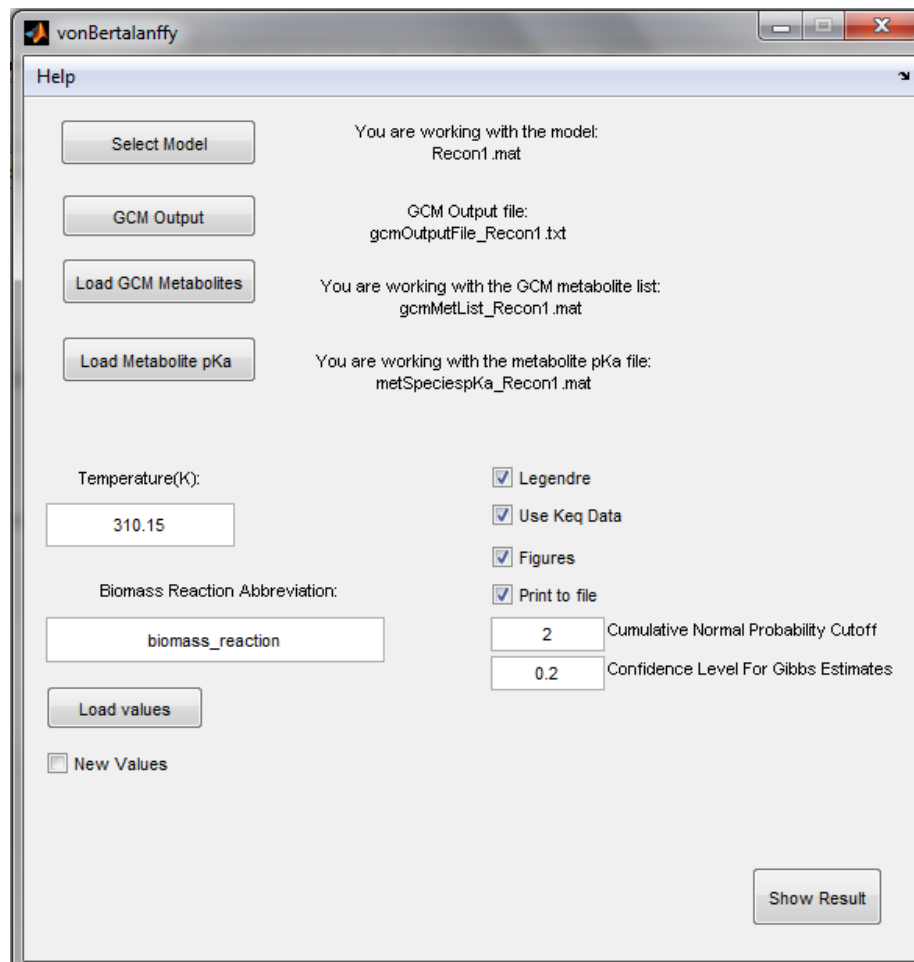 vonBertalanffy
Help
Select Model
You are working with the model:
Recon1.mat
GCM Output
GCM Output file:
gcmOutputFile_Recon1.txt
Load GCM Metabolites
You are working with the GCM metabolite list:
gcmMetList_Recon1.mat
Load Metabolite pKa
You are working with the metabolite pKa file:
metSpeciespKa_Recon1.mat
Temperature(K):
310.15
Biomass Reaction Abbreviation:
biomass_reaction
Load values
New Values
Legendre
Use Keq Data
Figures
Print to file
2 Cumulative Normal Probability Cutoff
0.2 Confidence Level For Gibbs Estimates
Show Result